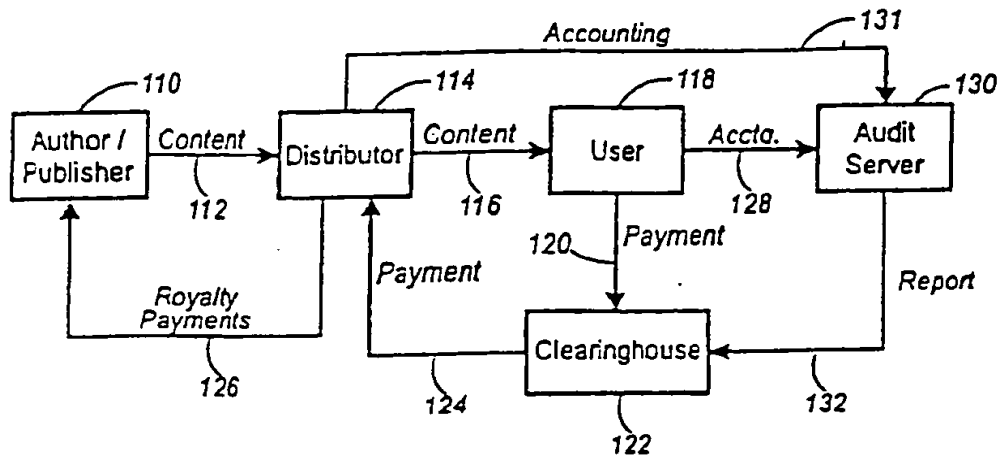 Accounting
131
110
114
118
130
Author /
Publisher
Content
112
Distributor
Content
116
User
Accta.
128
Audit
Server
120
Payment
Payment
Report
Royalty
Payments
126
124
Clearinghouse
122
132